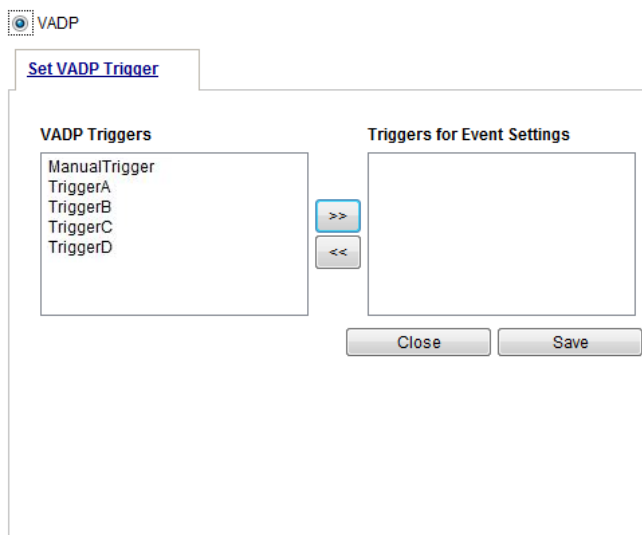 VADP
Set VADP Trigger
VADP Triggers
Triggers for Event Settings
ManualTrigger
TriggerA
TriggerB
TriggerC
TriggerD
>>
<<
Close
Save